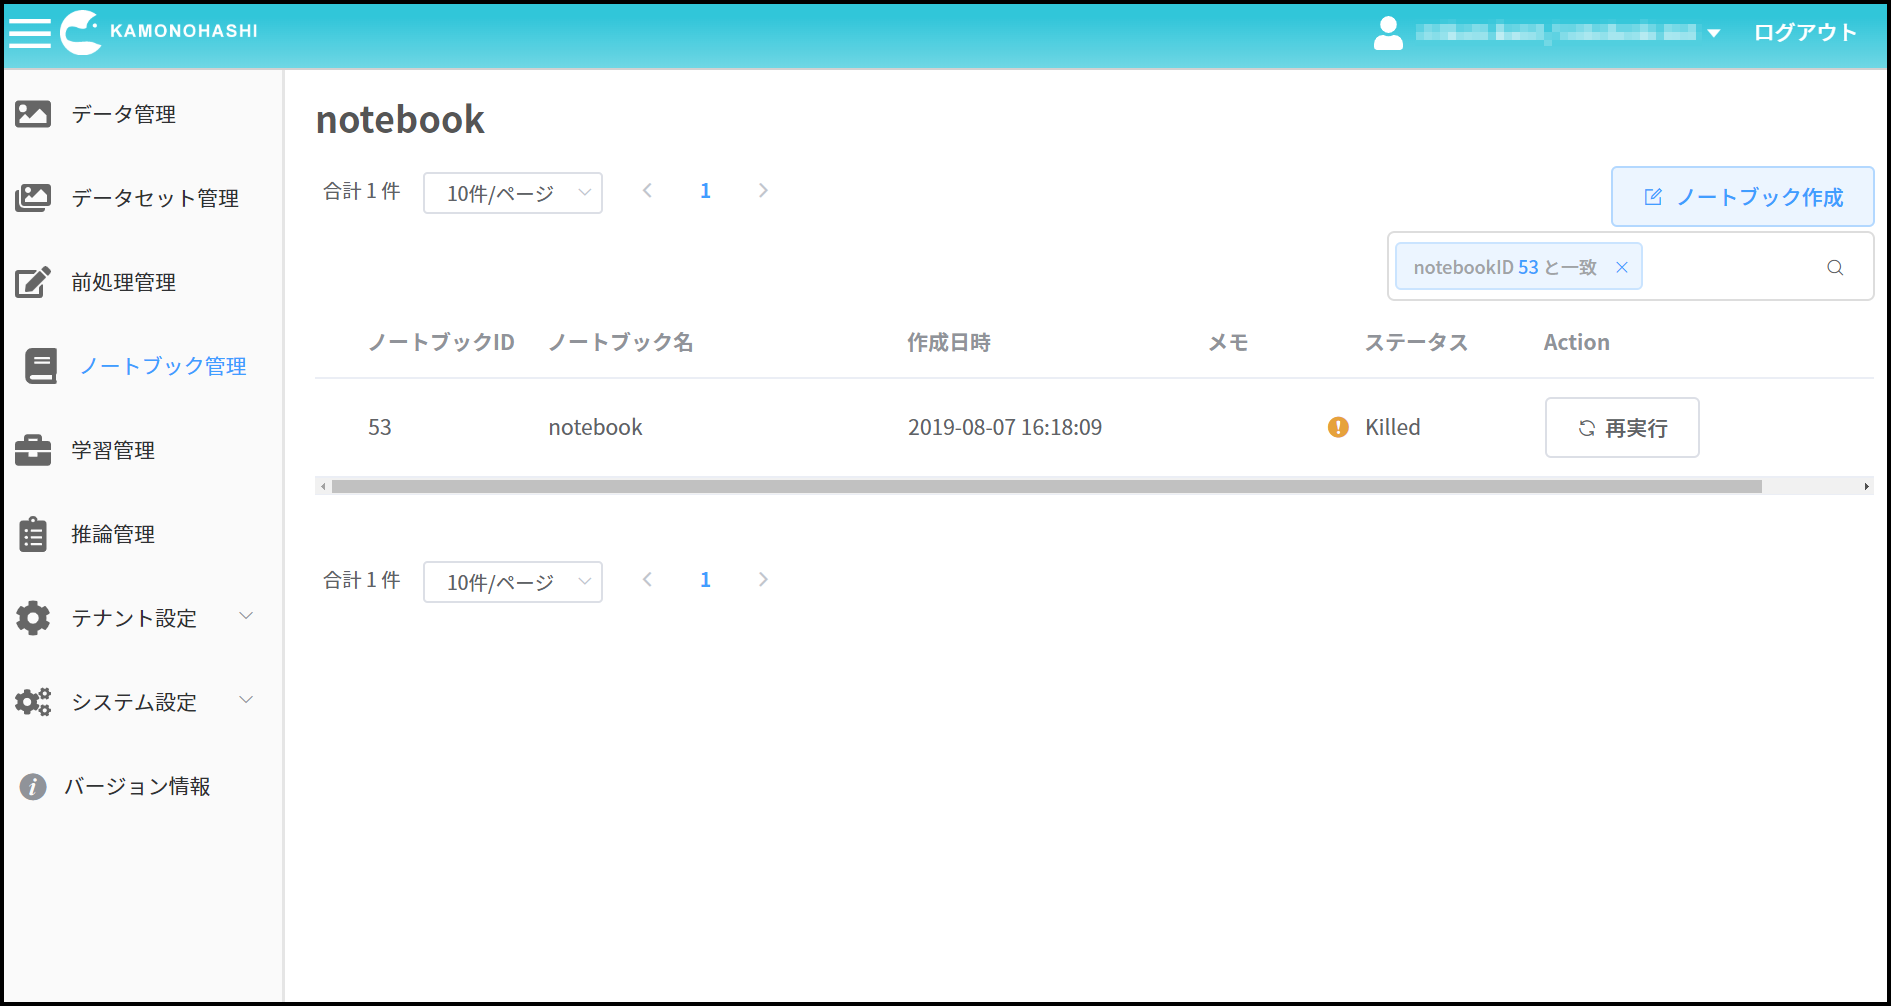 KAMONOHASHI
ログアウト
データ管理
データセット管理
前処理管理
ノートブック管理
学習管理
推論管理
テナント設定
システム設定
バージョン情報
notebook
合計 1 件 10件/ページ 1
ノートブック作成
notebookID 53 と一致
ノートブックID ノートブック名 作成日時 メモ ステータス Action
53 notebook 2019-08-07 16:18:09 Killed 再実行
合計 1 件 10件/ページ 1